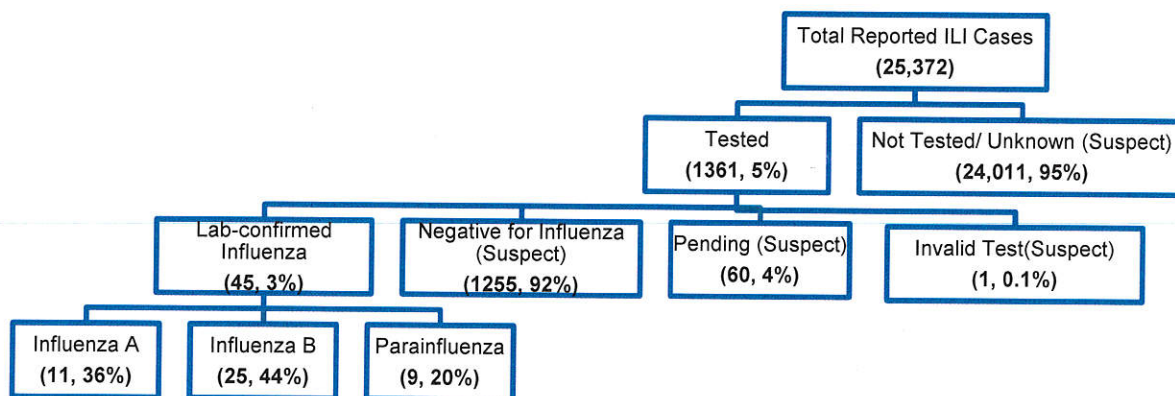 Total Reported ILI Cases
(25,372)
Tested
(1361, 5%)
Not Tested/ Unknown (Suspect)
(24,011, 95%)
Lab-confirmed
Influenza
(45, 3%)
Negative for Influenza
(Suspect)
(1255, 92%)
Pending (Suspect)
(60, 4%)
Invalid Test(Suspect)
(1, 0.1%)
Influenza A
(11, 36%)
Influenza B
(25, 44%)
Parainfluenza
(9, 20%)